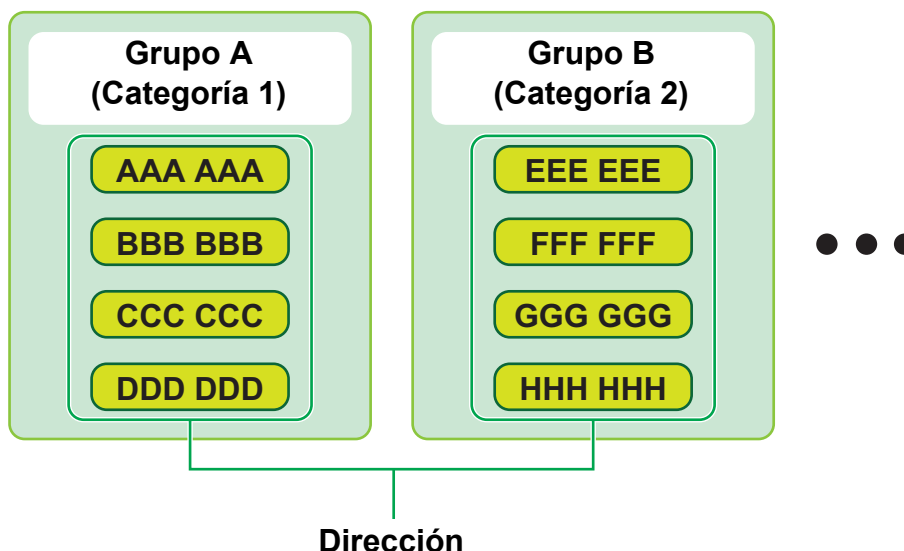 Grupo A
(Categoría 1)
AAA AAA
BBB BBB
CCC CCC
DDD DDD
Grupo B
(Categoría 2)
EEE EEE
FFF FFF
GGG GGG
HHH HHH
Dirección